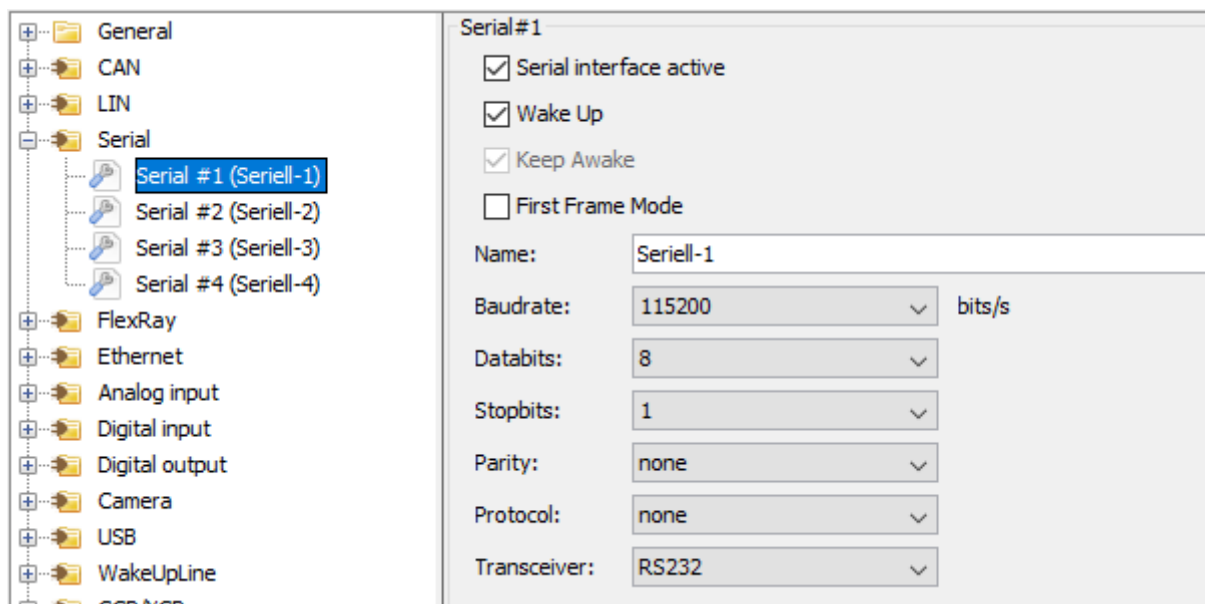 General
CAN
LIN
Serial
Serial #1 (Seriell-1)
Serial #2 (Seriell-2)
Serial #3 (Seriell-3)
Serial #4 (Seriell-4)
FlexRay
Ethernet
Analog input
Digital input
Digital output
Camera
USB
WakeUpLine
Serial#1
Serial interface active
Wake Up
Keep Awake
First Frame Mode
Name: Seriell-1
Baudrate: 115200 bits/s
Databits: 8
Stopbits: 1
Parity: none
Protocol: none
Transceiver: RS232